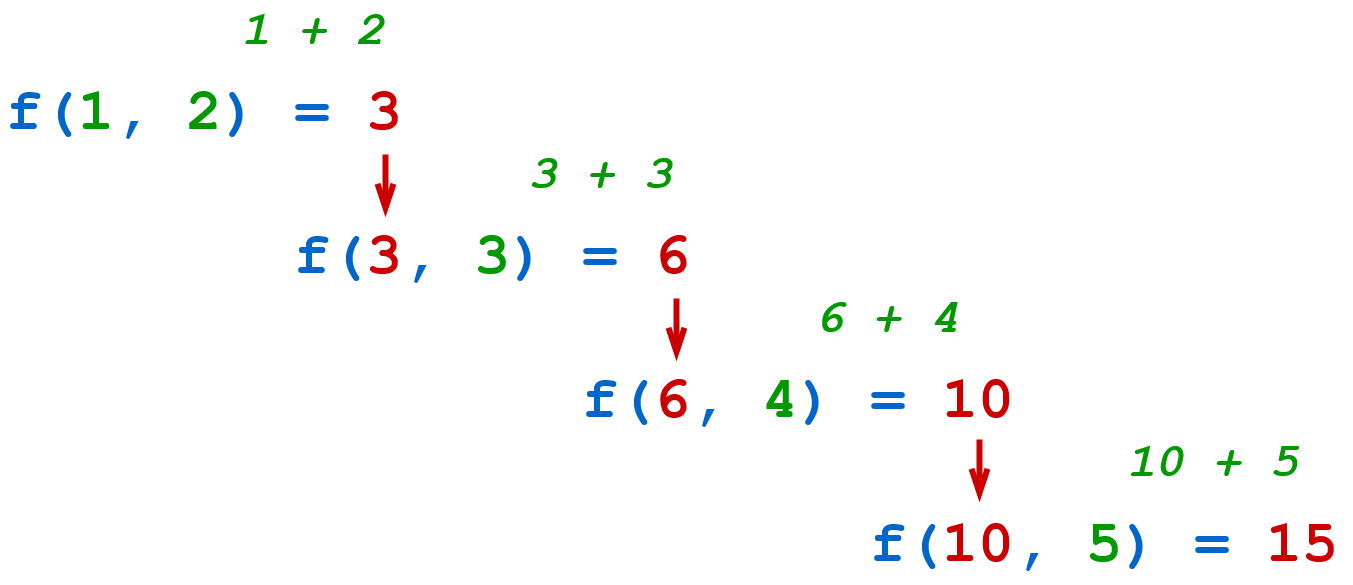 1 + 2
f(1, 2) = 3
3 + 3
f(3, 3) = 6
6 + 4
f(6, 4) = 10
10 + 5
f(10, 5) = 15